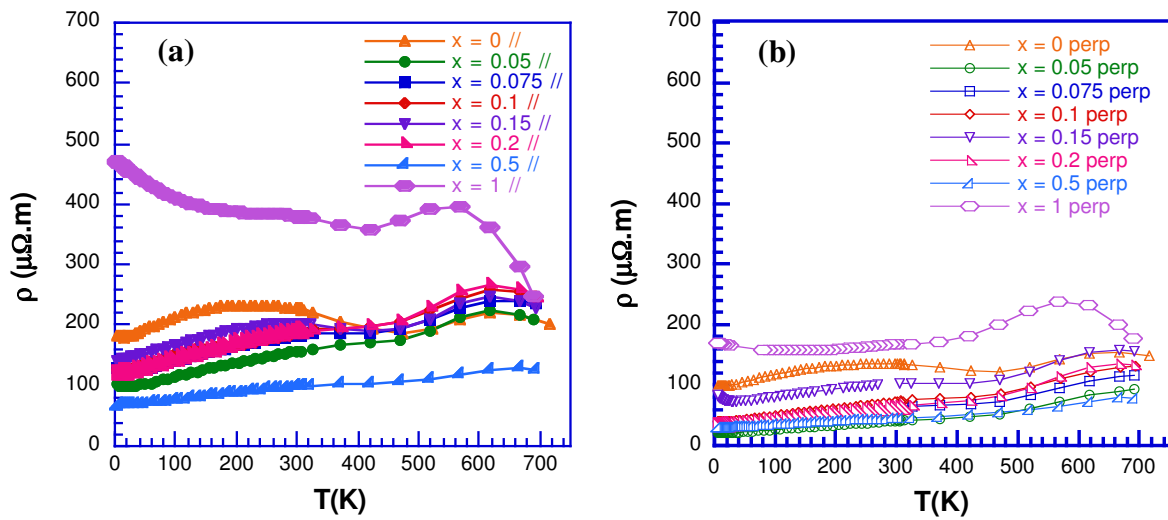 (a)
x = 0 //
x = 0.05 //
x = 0.075 //
x = 0.1 //
x = 0.15 //
x = 0.2 //
x = 0.5 //
x = 1 //
700
600
500
400
300
200
100
0
ρ (μΩ.m)
0 100 200 300 400 500 600 700
T(K)
(b)
x = 0 perp
x = 0.05 perp
x = 0.075 perp
x = 0.1 perp
x = 0.15 perp
x = 0.2 perp
x = 0.5 perp
x = 1 perp
700
600
500
400
300
200
100
0
ρ (μΩ.m)
0 100 200 300 400 500 600 700
T(K)